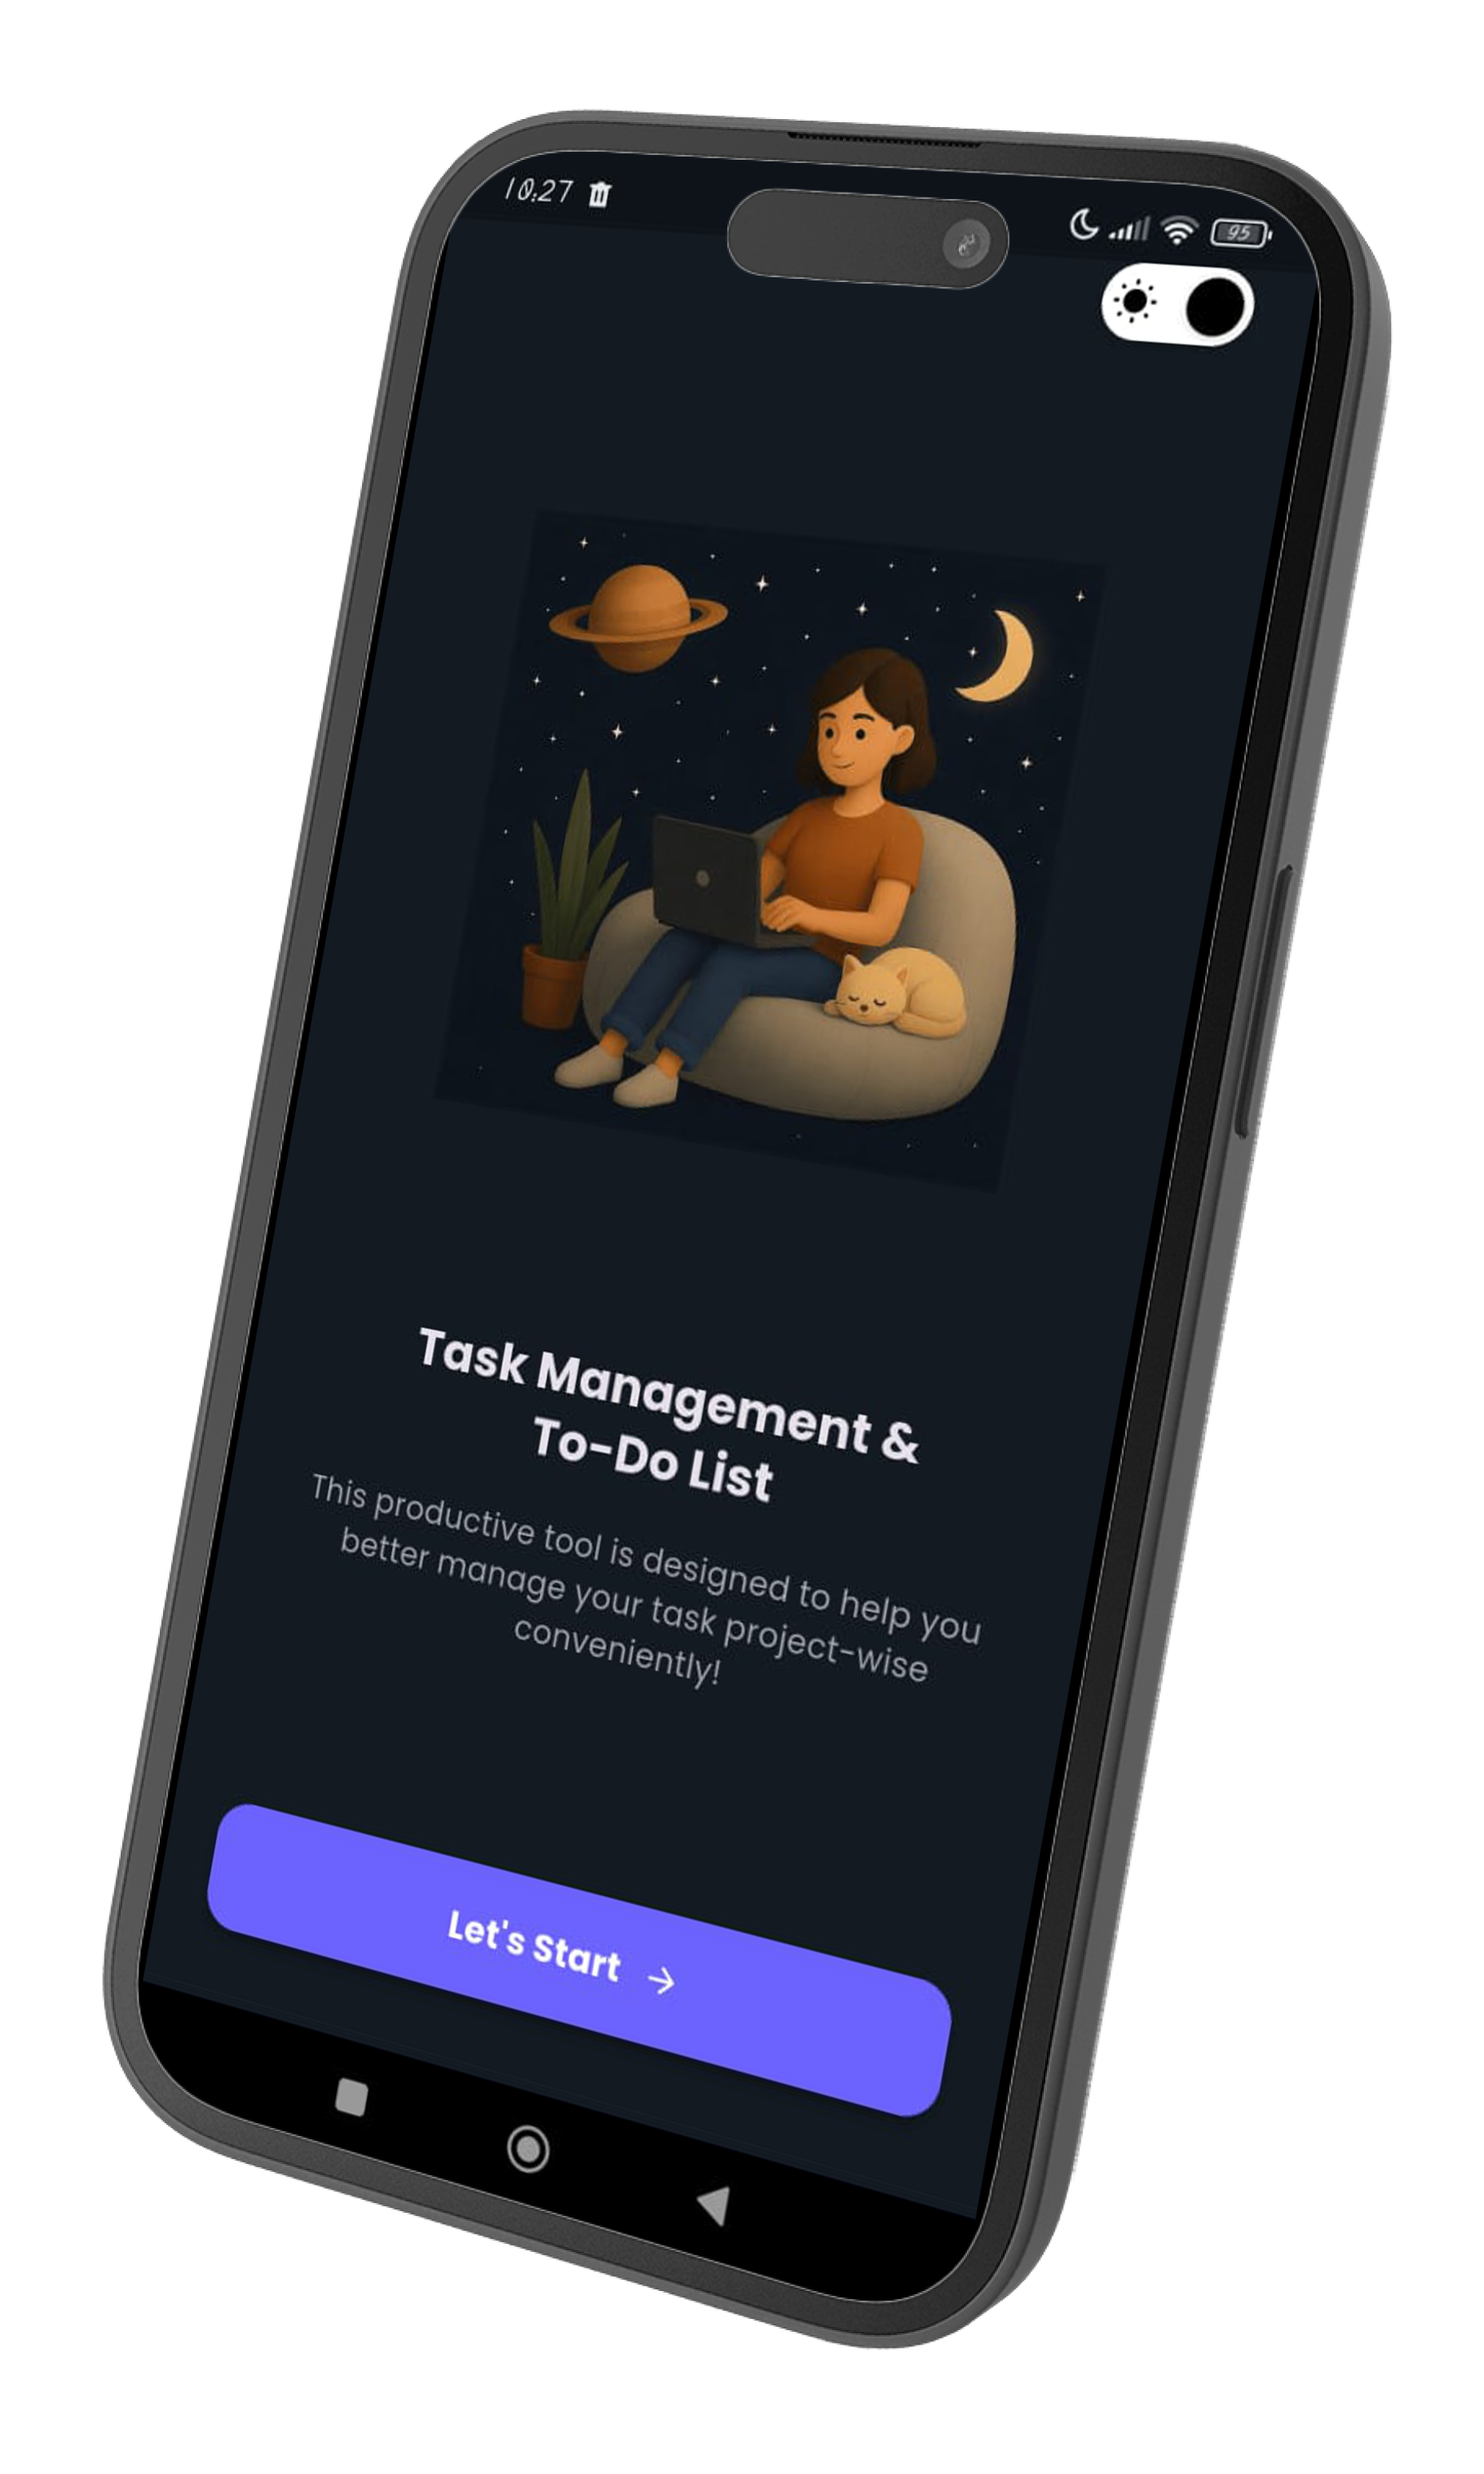 10:27
95
Task Management &
To-Do List
This productive tool is designed to help you
better manage your task project-wise
conveniently!
Let's Start →